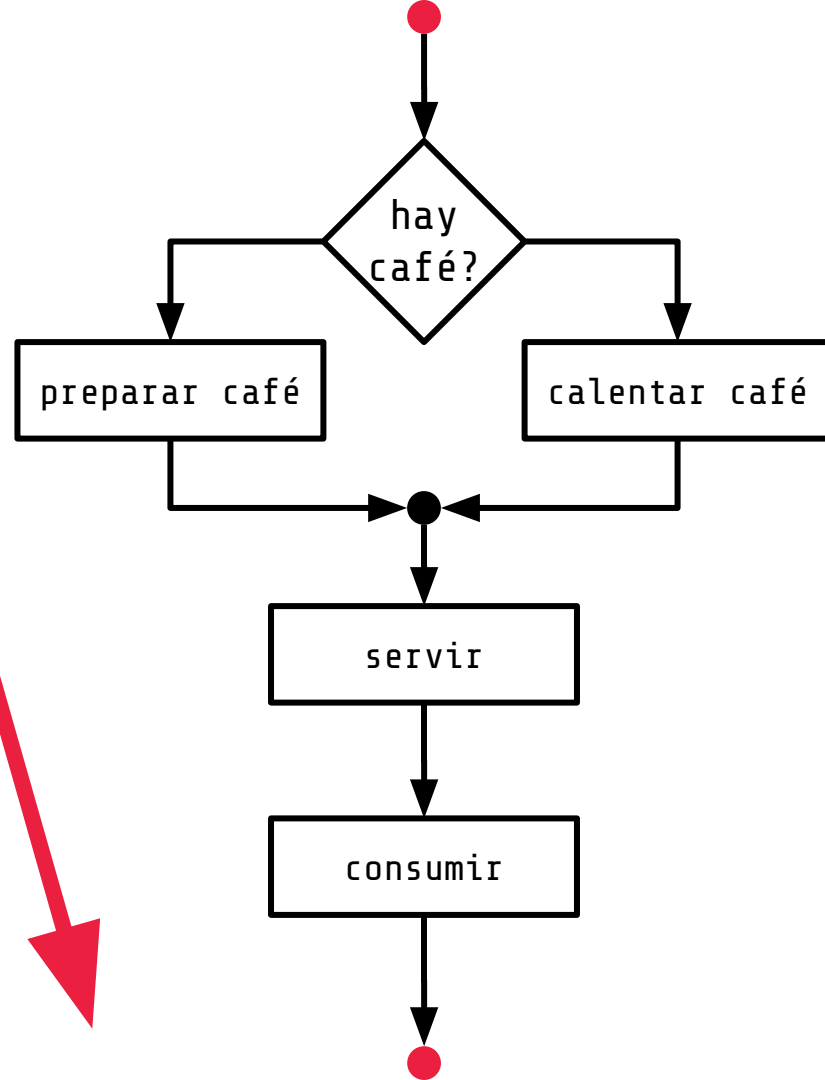 hay
café?
preparar café
calentar café
servir
consumir